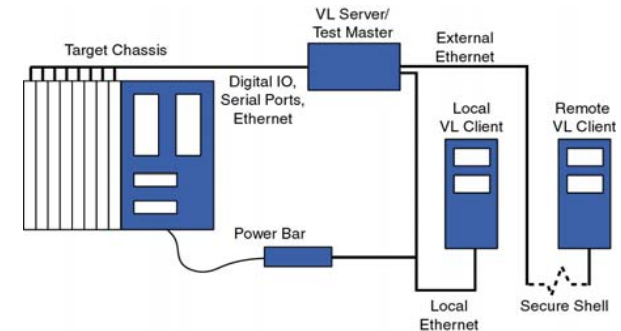 VL Server/
Test Master
Target Chassis
External
Ethernet
Digital IO,
Serial Ports,
Ethernet
Local
VL Client
Remote
VL Client
Power Bar
Local
Ethernet
Secure Shell